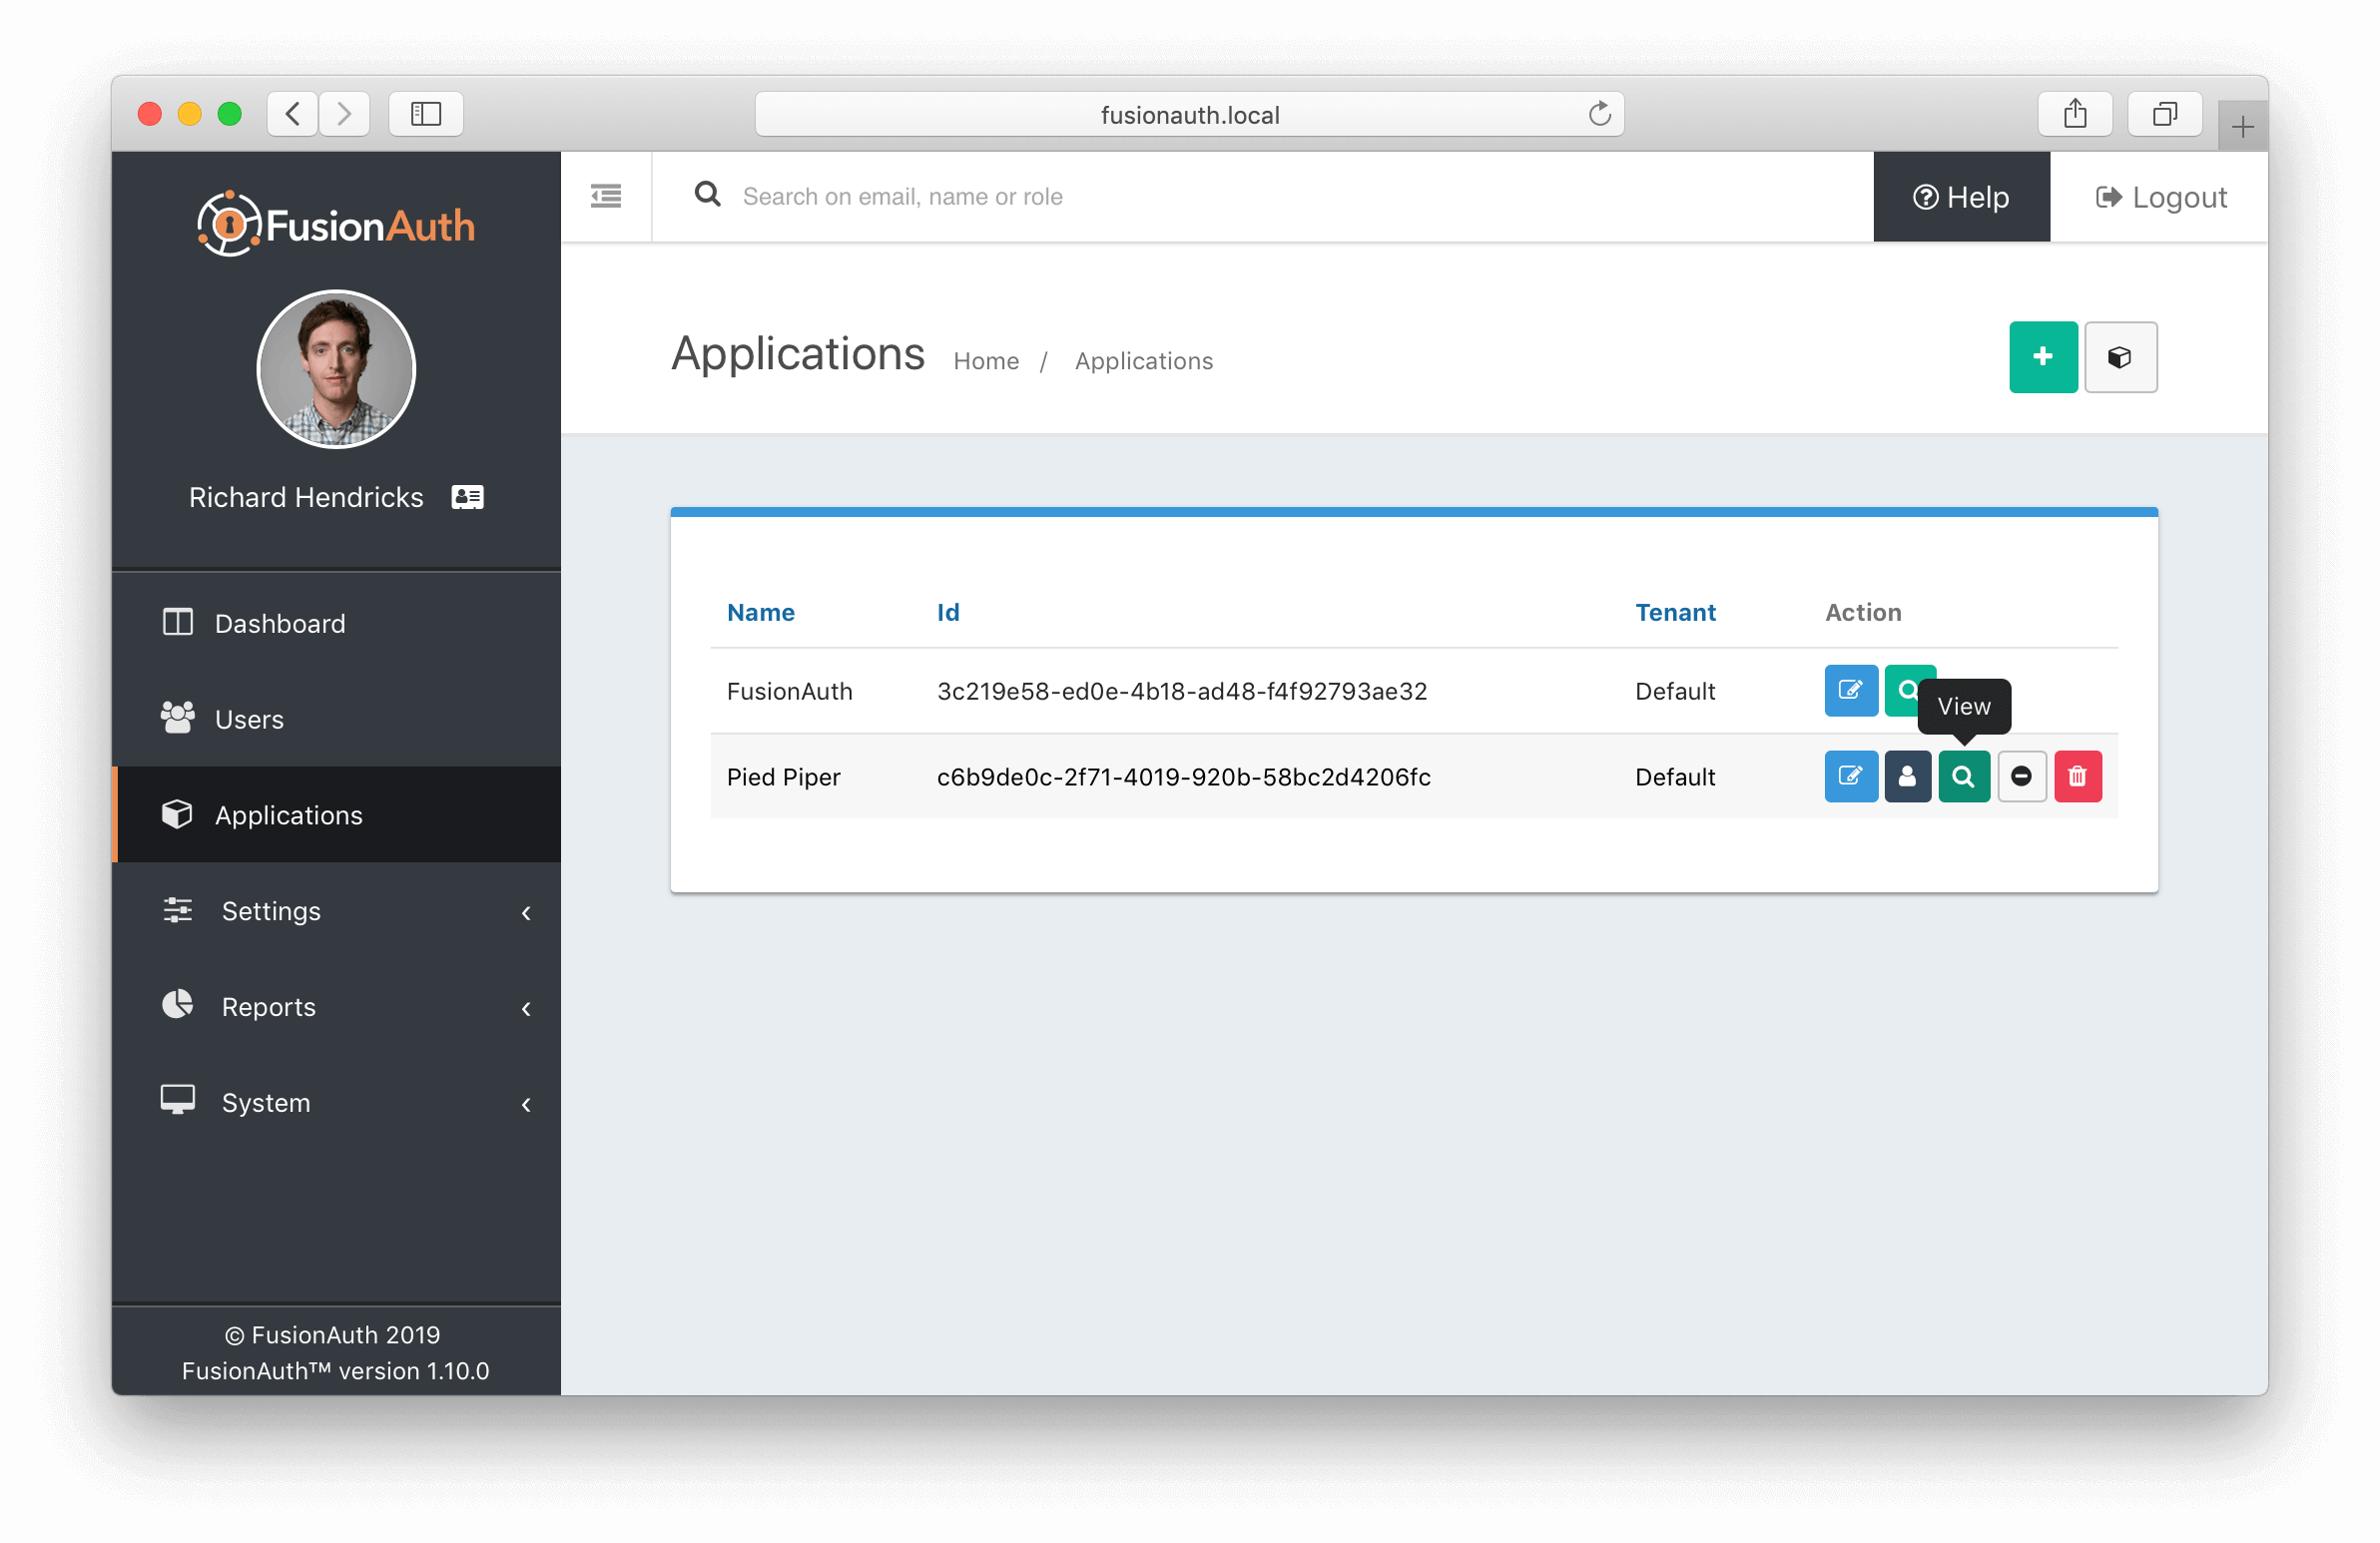 fusionauth.local
FusionAuth
Search on email, name or role
Help
Logout
Richard Hendricks
Applications
Home / Applications
Dashboard
Users
Applications
Settings
Reports
System
Name Id Tenant Action
FusionAuth 3c219e58-ed0e-4b18-ad48-f4f92793ae32 Default
View
Pied Piper c6b9de0c-2f71-4019-920b-58bc2d4206fc Default
© FusionAuth 2019
FusionAuth™ version 1.10.0